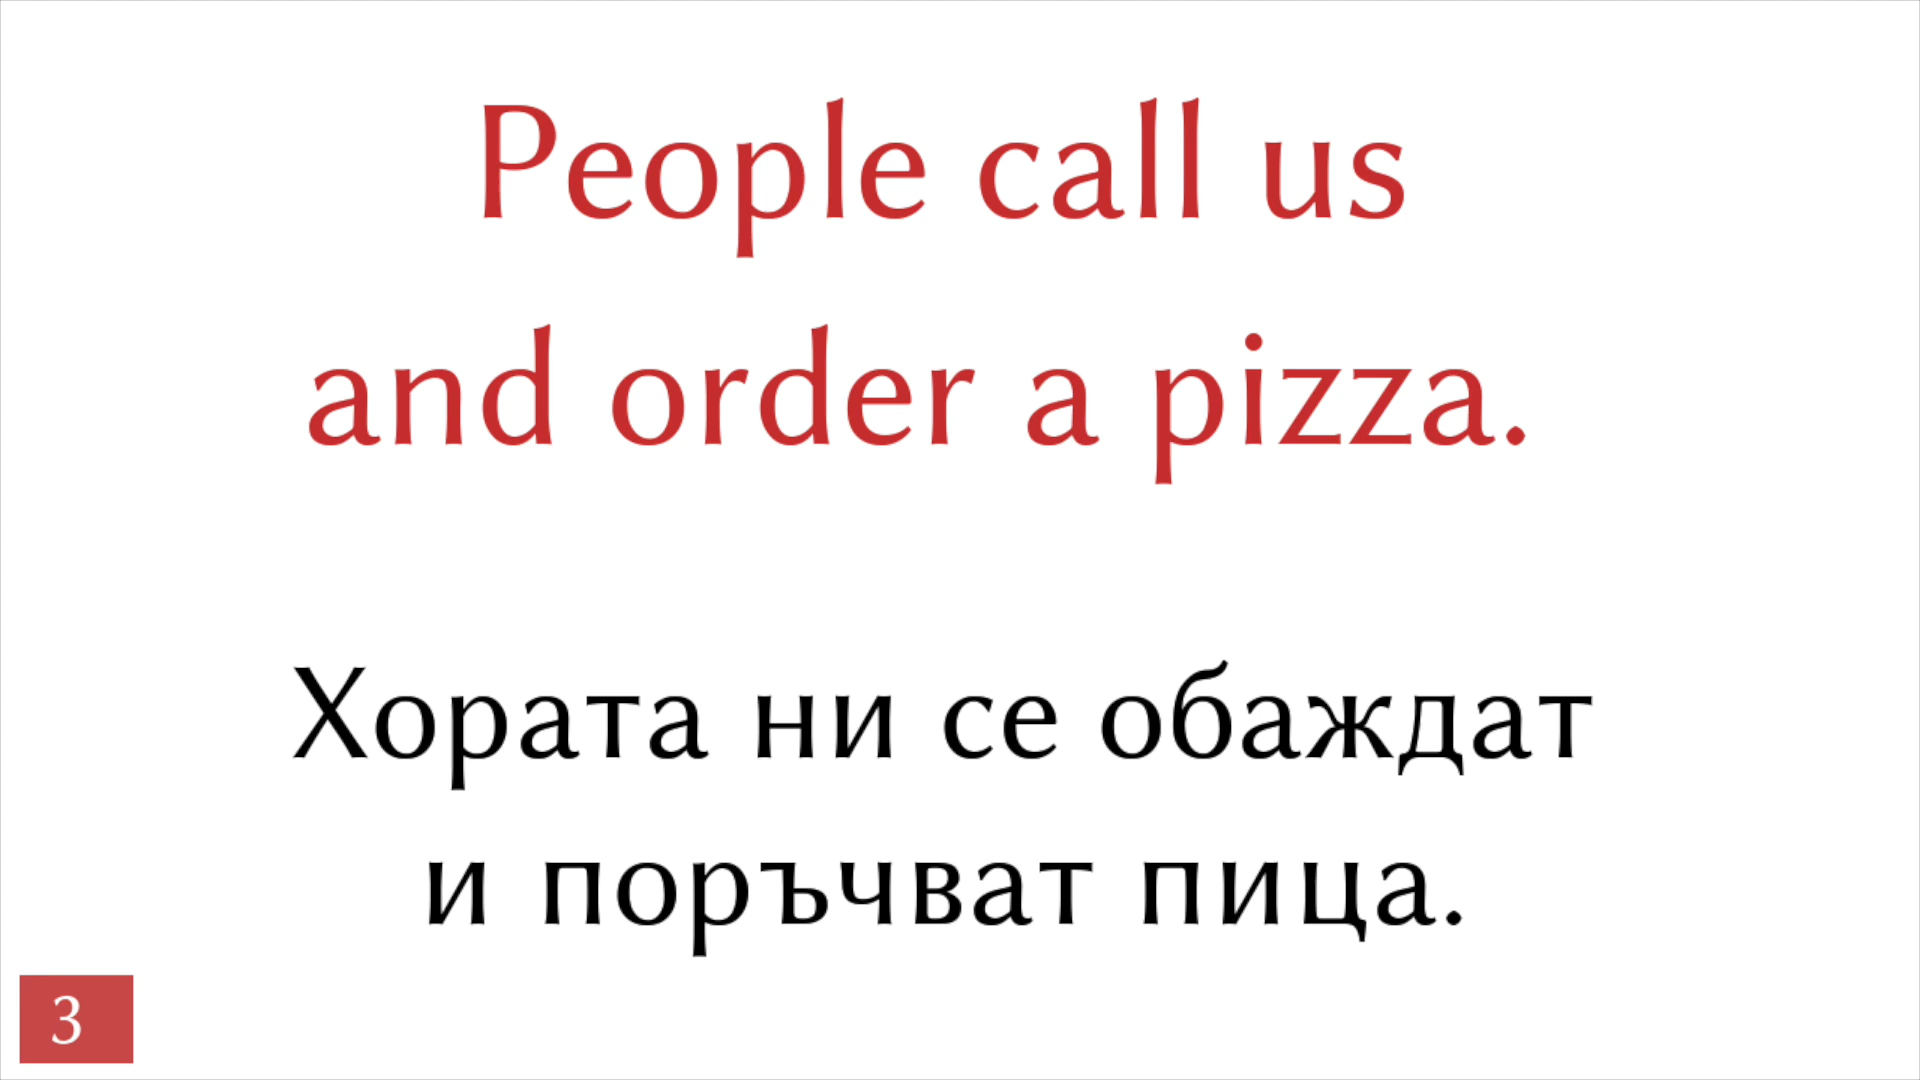 People call us
and order a pizza.
Хората ни се обаждат
и поръчват пица.
3